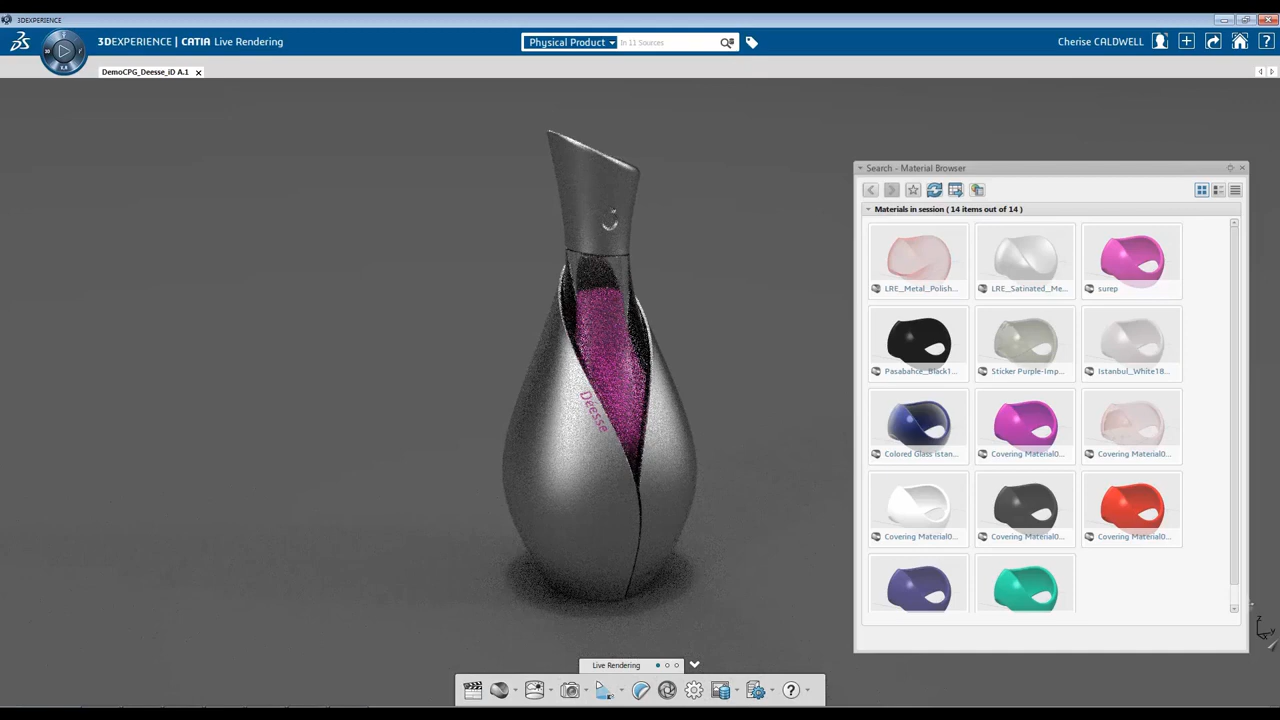 3DEXPERIENCE
3DEXPERIENCE | CATIA Live Rendering
Physical Product
In 11 Sources
Cherise CALDWELL
?
DemoCPG_Deesse_iD A.1
Search - Material Browser
Materials in session ( 14 items out of 14 )
LRE_Metal_Polish...
LRE_Satinated_Me...
surep
Pasabahce_Black1...
Sticker Purple-Imp...
Istanbul_White18...
Colored Glass istan...
Covering Material0...
Covering Material0...
Covering Material0...
Covering Material0...
Covering Material0...
Deesse
Live Rendering
?